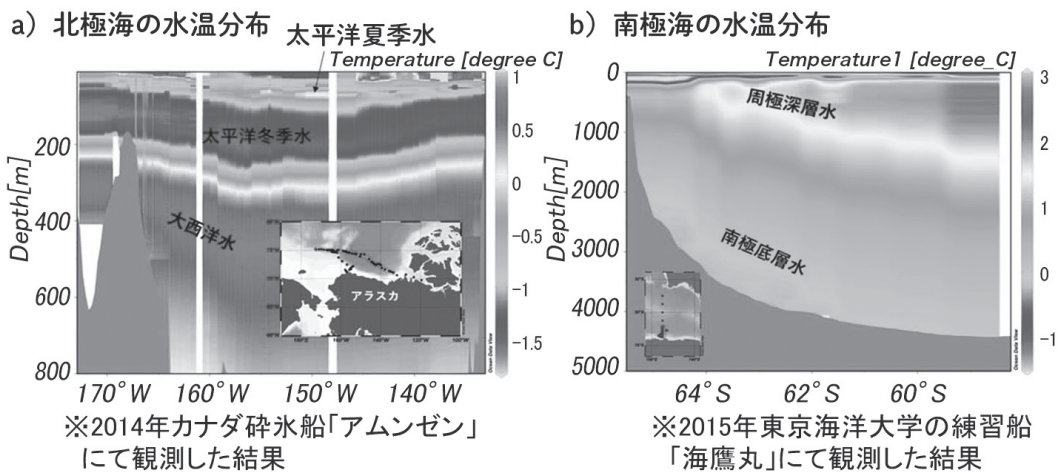 a) 北極海の水温分布
太平洋夏季水
Temperature [degree C]
太平洋冬季水
大西洋水
アラスカ
Depth[m]
200
400
600
800
170°W
160°W
150°W
140°W
1
0.5
0
-0.5
-1
-1.5
Ocean Data View
※2014年カナダ砕氷船「アムンゼン」
にて観測した結果
b) 南極海の水温分布
Temperature1 [degree_C]
周極深層水
南極底層水
Depth[m]
0
1000
2000
3000
4000
5000
64°S
62°S
60°S
3
2
1
0
-1
Ocean Data View
※2015年東京海洋大学の練習船
「海鷹丸」にて観測した結果